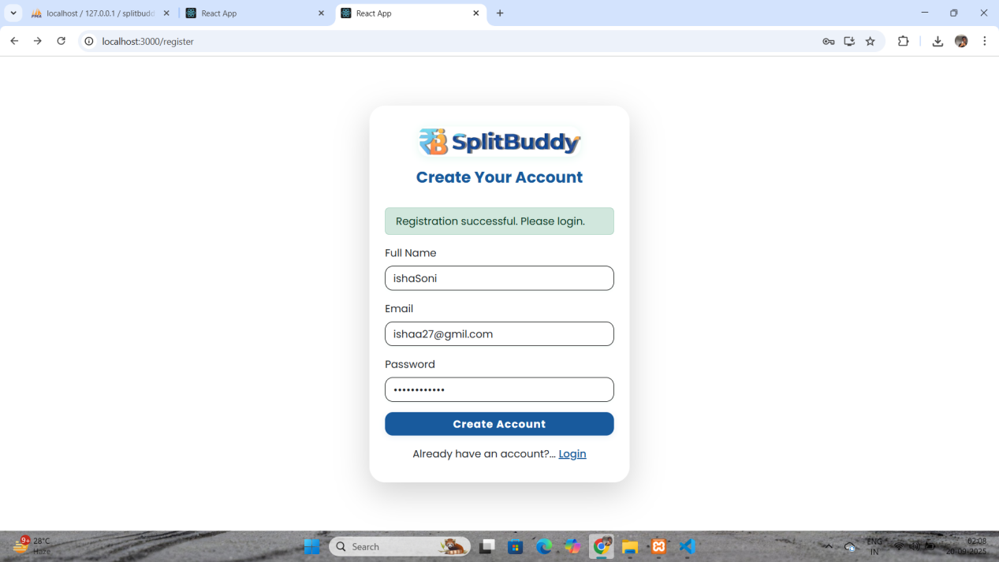 localhost / 127.0.0.1 / splitbudd
React App
React App
localhost:3000/register
SplitBuddy
Create Your Account
Registration successful. Please login.
Full Name
ishaSoni
Email
ishaa27@gmil.com
Password
••••••••••••
Create Account
Already have an account?... Login
9+
28°C
Haze
Search
ENG
IN
02:08
20-09-2025